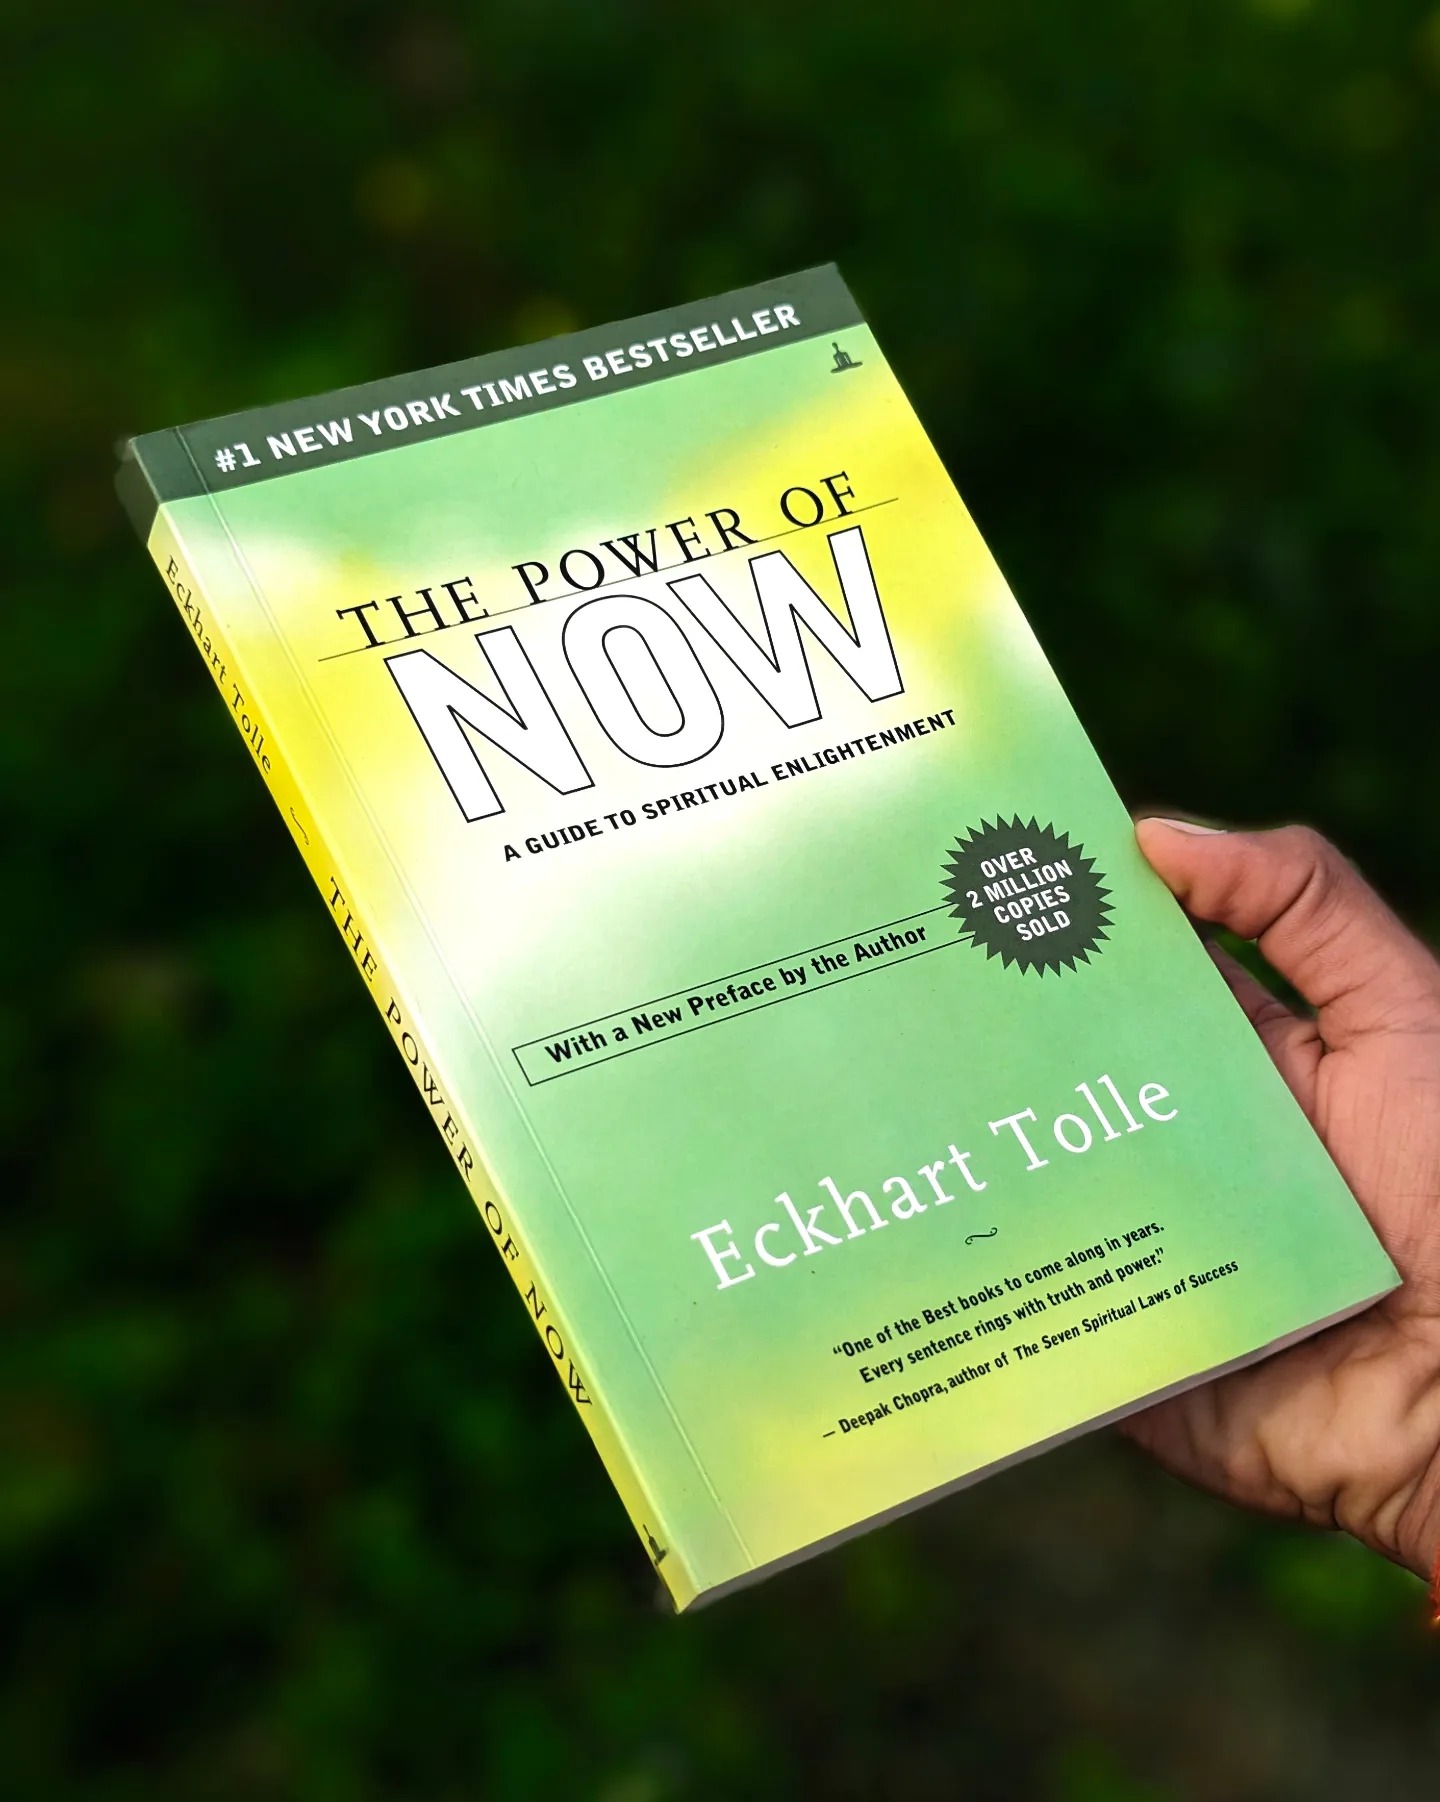 #1 NEW YORK TIMES BESTSELLER
THE POWER OF
NOW
A GUIDE TO SPIRITUAL ENLIGHTENMENT
OVER
2 MILLION
COPIES
SOLD
With a New Preface by the Author
Eckhart Tolle
“One of the Best books to come along in years.
Every sentence rings with truth and power.”
— Deepak Chopra, author of The Seven Spiritual Laws of Success
Eckhart Tolle THE POWER OF NOW